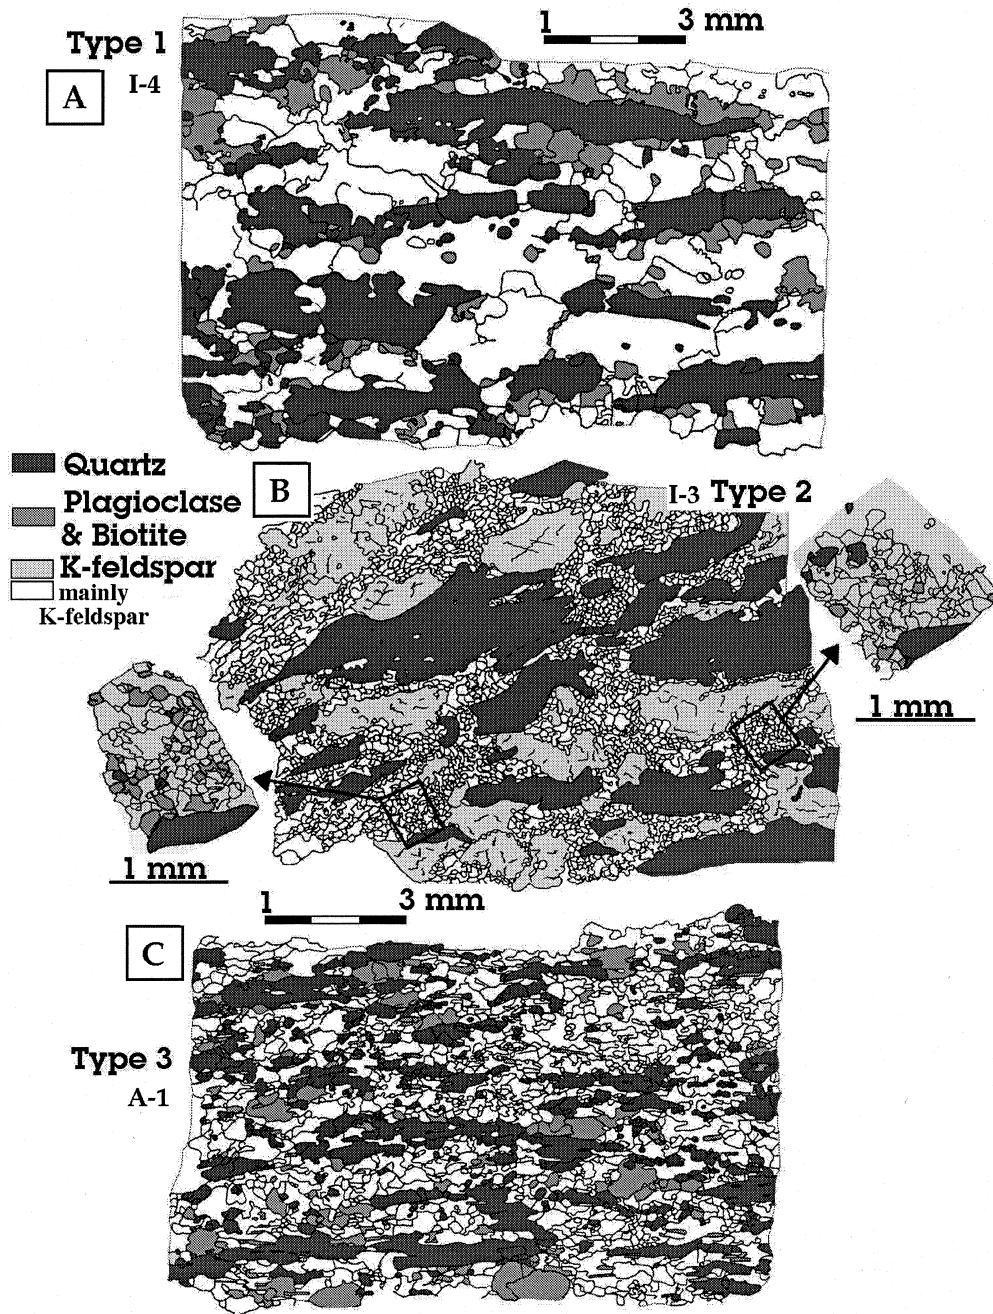 1 3 mm
Type 1
A
I-4
Quartz
Plagioclase
& Biotite
K-feldspar
mainly
K-feldspar
B
I-3 Type 2
1 mm
1 mm
1 3 mm
C
Type 3
A-1